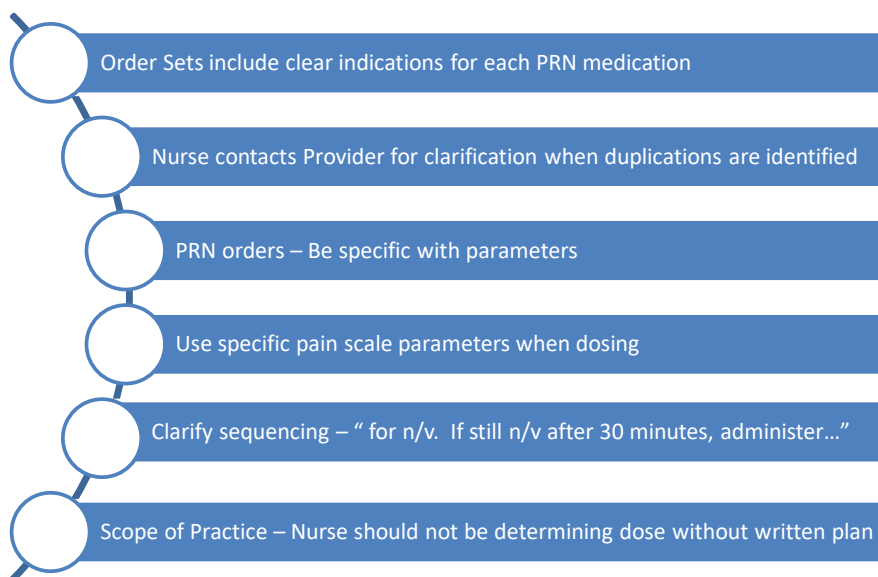 Order Sets include clear indications for each PRN medication
Nurse contacts Provider for clarification when duplications are identified
PRN orders – Be specific with parameters
Use specific pain scale parameters when dosing
Clarify sequencing – “ for n/v.  If still n/v after 30 minutes, administer…”
Scope of Practice – Nurse should not be determining dose without written plan